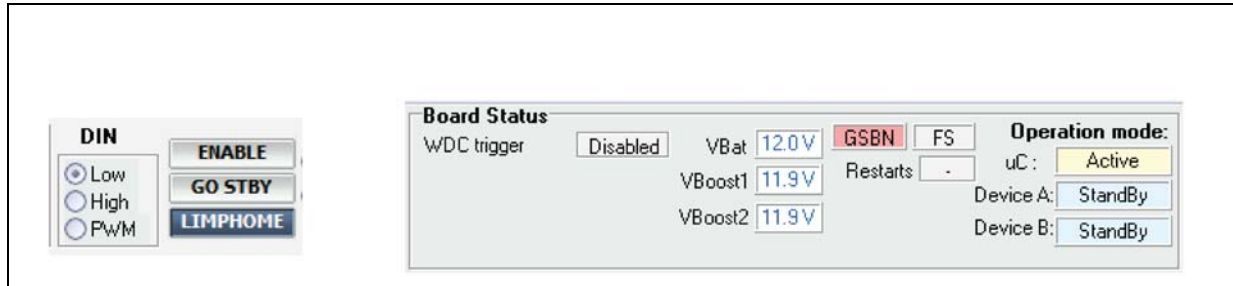 DIN
Low
High
PWM
ENABLE
GO STBY
LIMPHOME
Board Status
WDC trigger Disabled
VBat 12.0 V
VBoost1 11.9 V
VBoost2 11.9 V
GSBN FS
Restarts -
Operation mode:
uC : Active
Device A: StandBy
Device B: StandBy